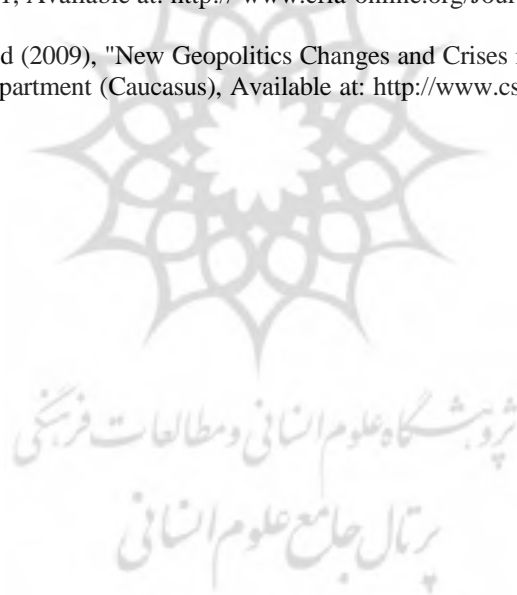 1, Available at: http:// www.cria-online.org/Jour
d (2009), "New Geopolitics Changes and Crises
partment (Caucasus), Available at: http://www.cs
پژوهشگاه علوم انسانی و مطالعات فرهنگی
پرتال جامع علوم انسانی